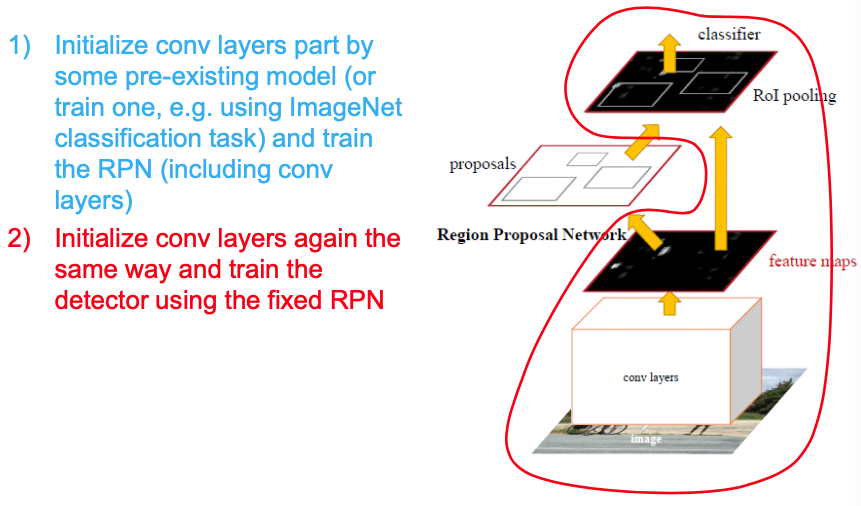 1) Initialize conv layers part by
some pre-existing model (or
train one, e.g. using ImageNet
classification task) and train
the RPN (including conv
layers)
2) Initialize conv layers again the
same way and train the
detector using the fixed RPN
classifier
RoI pooling
proposals
Region Proposal Network
feature maps
conv layers
image